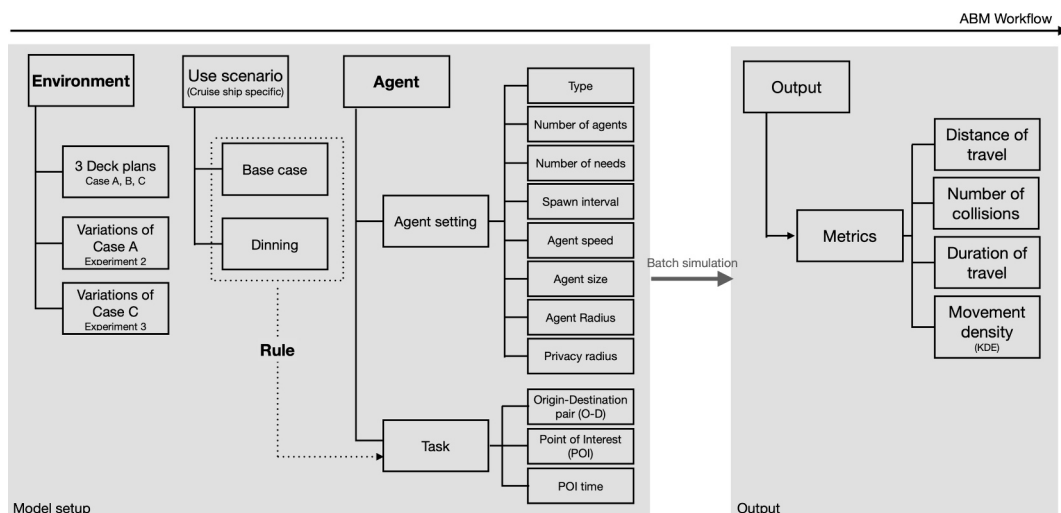 ABM Workflow
Environment
3 Deck plans
Case A, B, C
Variations of
Case A
Experiment 2
Variations of
Case C
Experiment 3
Use scenario
(Cruise ship specific)
Base case
Dinning
Rule
Agent
Agent setting
Type
Number of agents
Number of needs
Spawn interval
Agent speed
Agent size
Agent Radius
Privacy radius
Task
Origin-Destination
pair (O-D)
Point of Interest
(POI)
POI time
Model setup
Batch simulation
Output
Metrics
Distance of
travel
Number of
collisions
Duration of
travel
Movement
density
(KDE)
Output